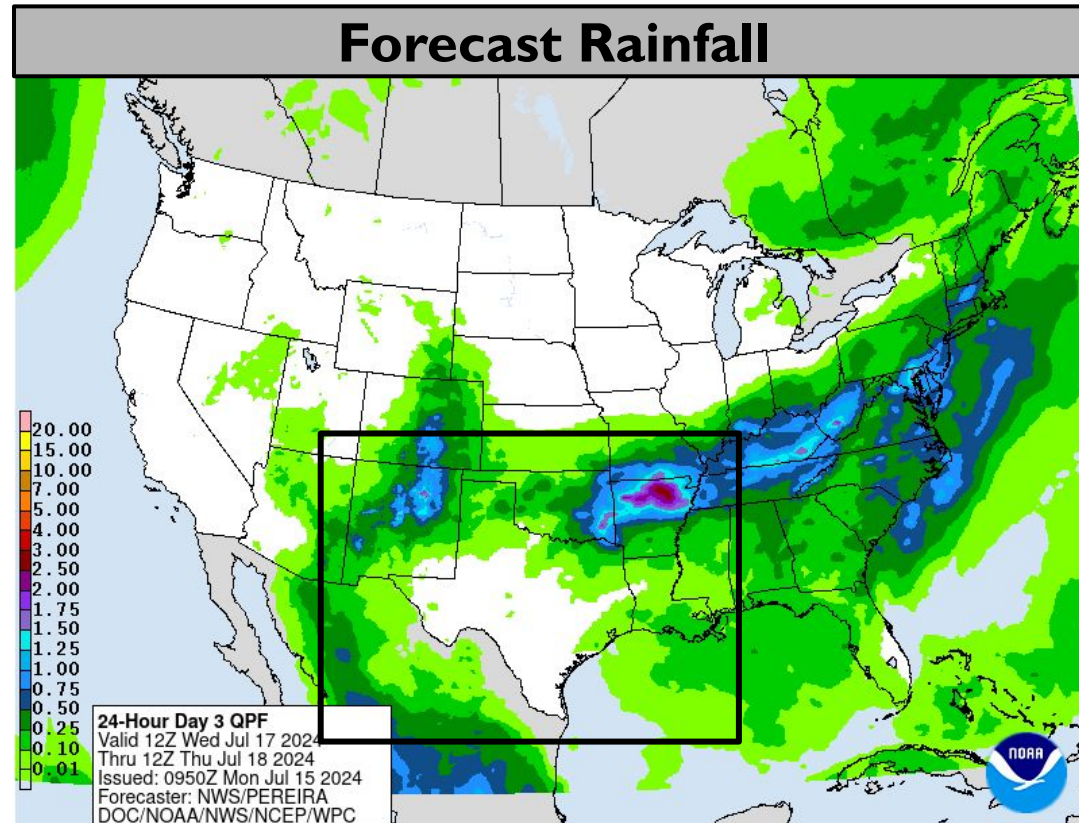 Forecast Rainfall
20.00
15.00
10.00
7.00
5.00
4.00
3.00
2.50
2.00
1.75
1.50
1.25
1.00
0.75
0.50
0.25
0.10
0.01
24-Hour Day 3 QPF
Valid 12Z Wed Jul 17 2024
Thru 12Z Thu Jul 18 2024
Issued: 0950Z Mon Jul 15 2024
Forecaster: NWS/PEREIRA
DOC/NOAA/NWS/NCEP/WPC
NOAA